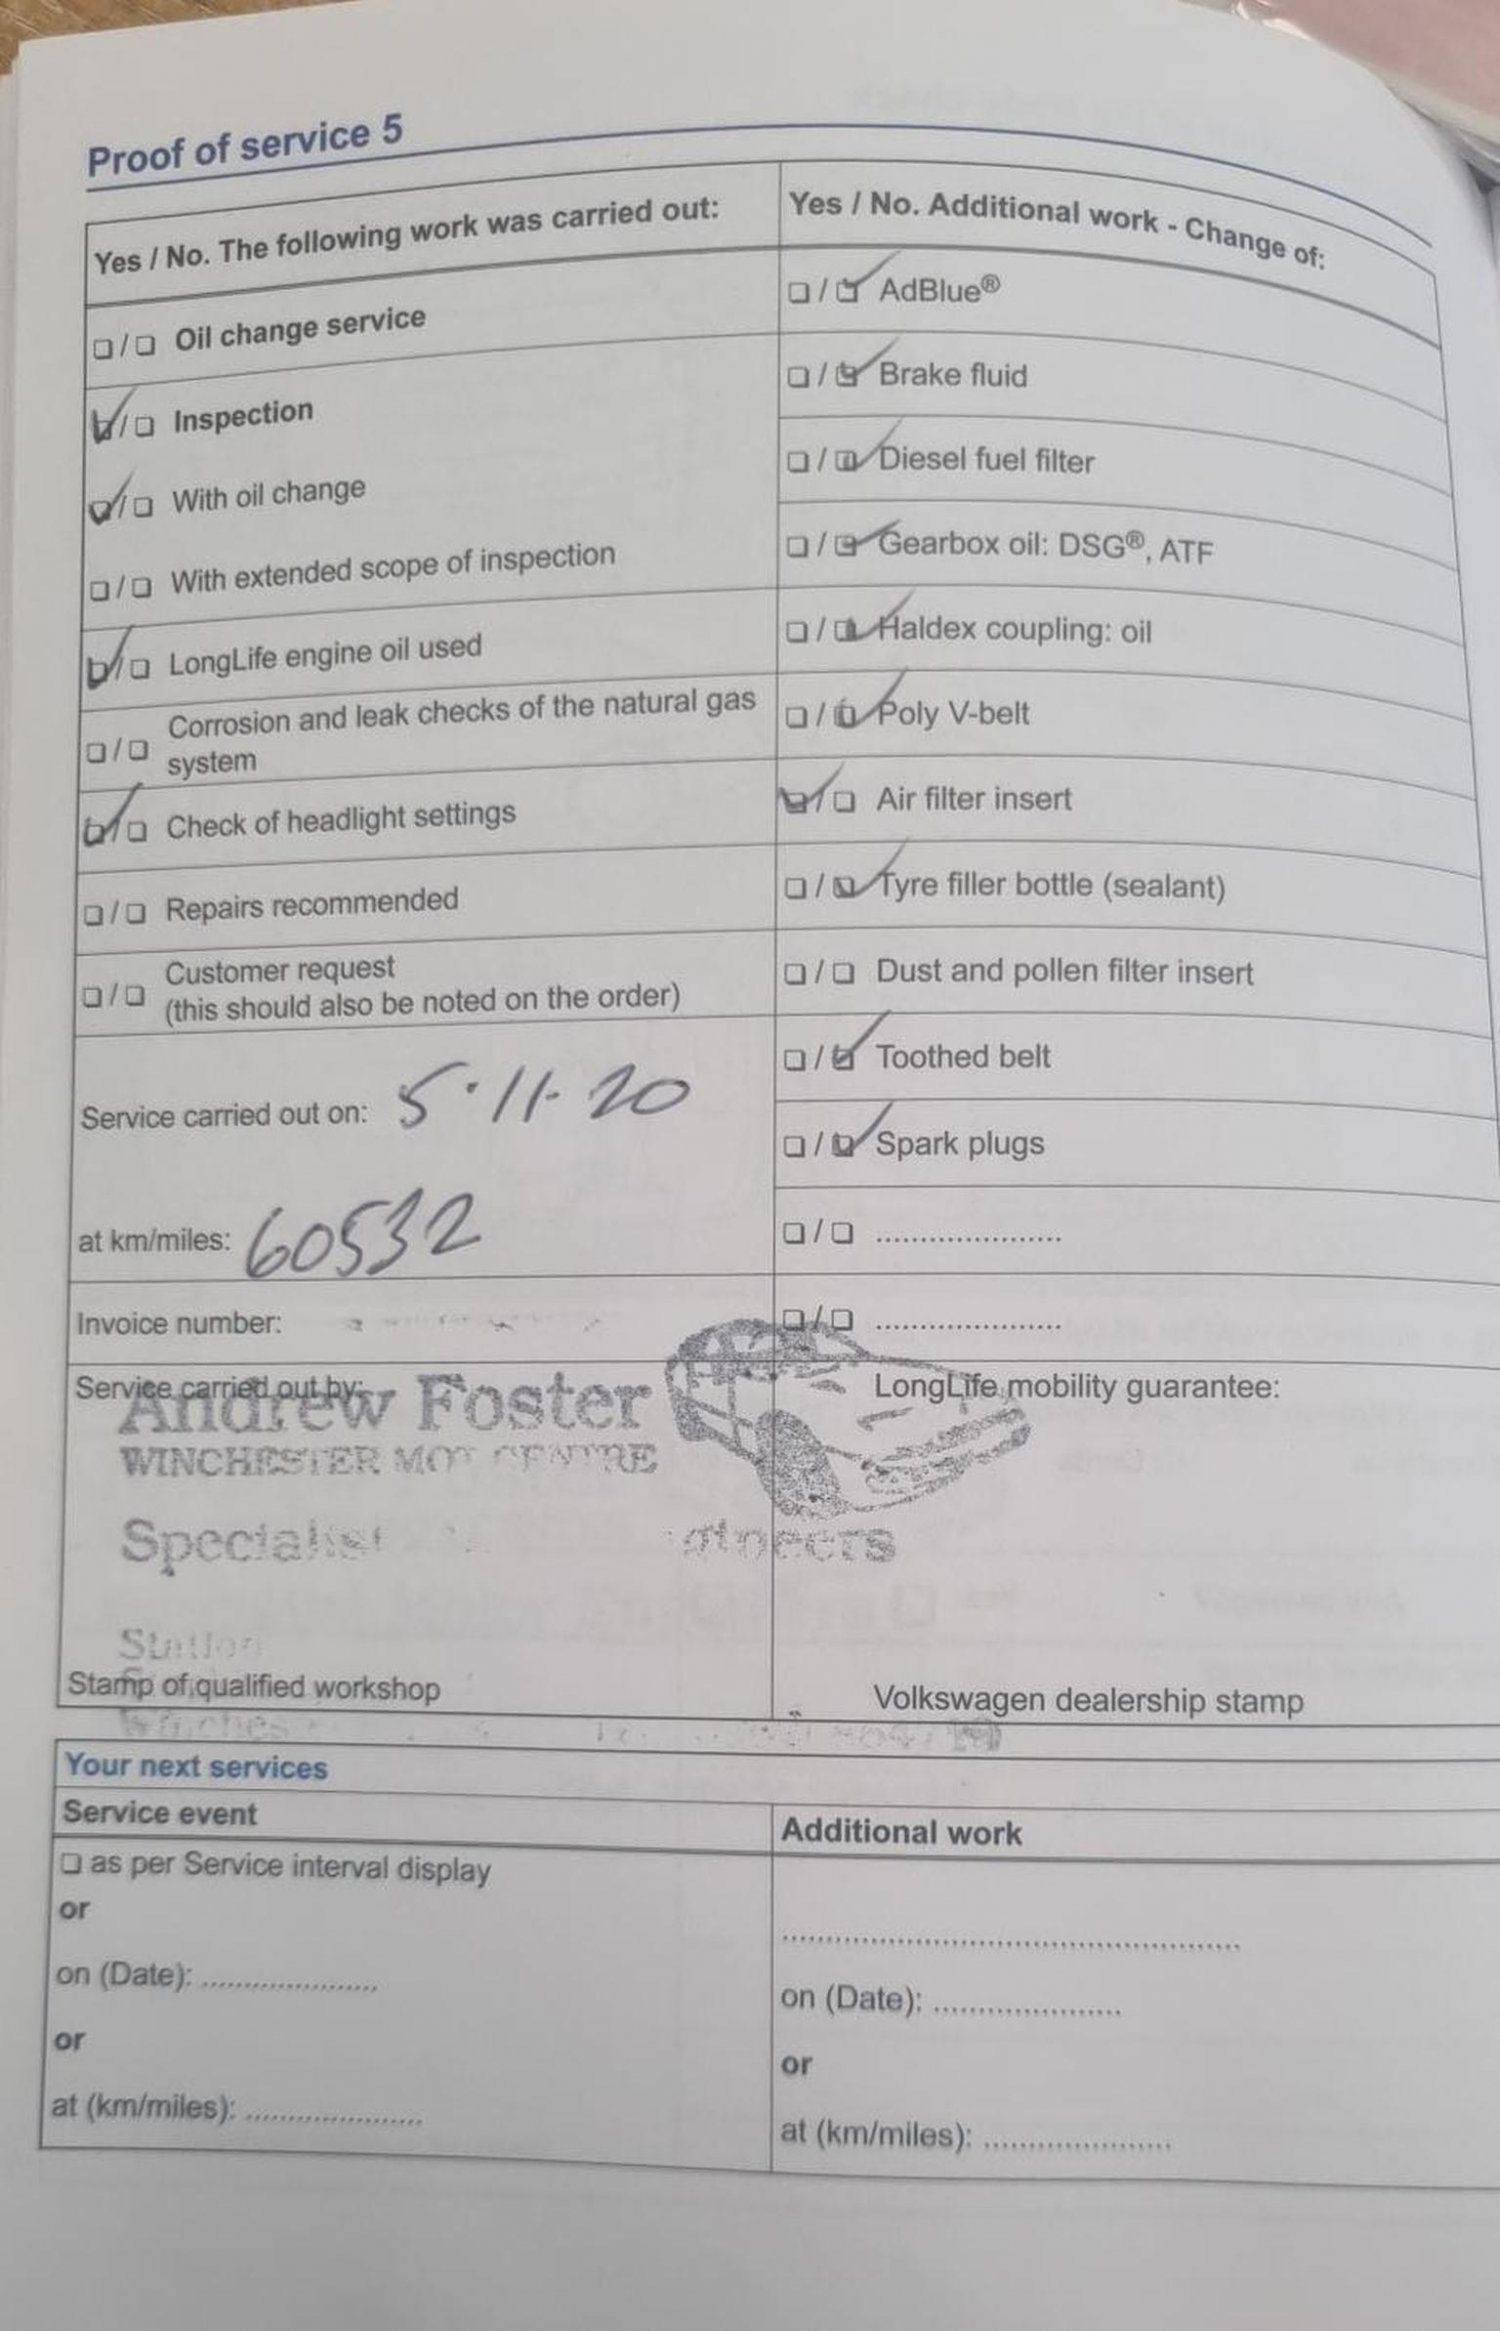 Proof of service 5
Yes / No. The following work was carried out:
❏ / ❏ Oil change service
☑ / ❏ Inspection
☑ / ❏ With oil change
❏ / ❏ With extended scope of inspection
☑ / ❏ LongLife engine oil used
❏ / ❏ Corrosion and leak checks of the natural gas
system
☑ / ❏ Check of headlight settings
❏ / ❏ Repairs recommended
❏ / ❏ Customer request
(this should also be noted on the order)
Service carried out on: 5·11·20
at km/miles: 60532
Invoice number:
Service carried out by:
Andrew Foster
WINCHESTER MOT CENTRE
Specialist
Station
Stamp of qualified workshop
Yes / No. Additional work - Change of:
❏ / ☑ AdBlue®
❏ / ☑ Brake fluid
❏ / ☑ Diesel fuel filter
❏ / ☑ Gearbox oil: DSG®, ATF
❏ / ☑ Haldex coupling: oil
❏ / ☑ Poly V-belt
☑ / ❏ Air filter insert
❏ / ☑ Tyre filler bottle (sealant)
❏ / ❏ Dust and pollen filter insert
❏ / ☑ Toothed belt
❏ / ☑ Spark plugs
❏ / ❏ .....................
❏ / ❏ .....................
LongLife mobility guarantee:
Volkswagen dealership stamp
Your next services
Service event
❏ as per Service interval display
or
on (Date): .....................
or
at (km/miles): .....................
Additional work
.....................................................
on (Date): .....................
or
at (km/miles): .....................